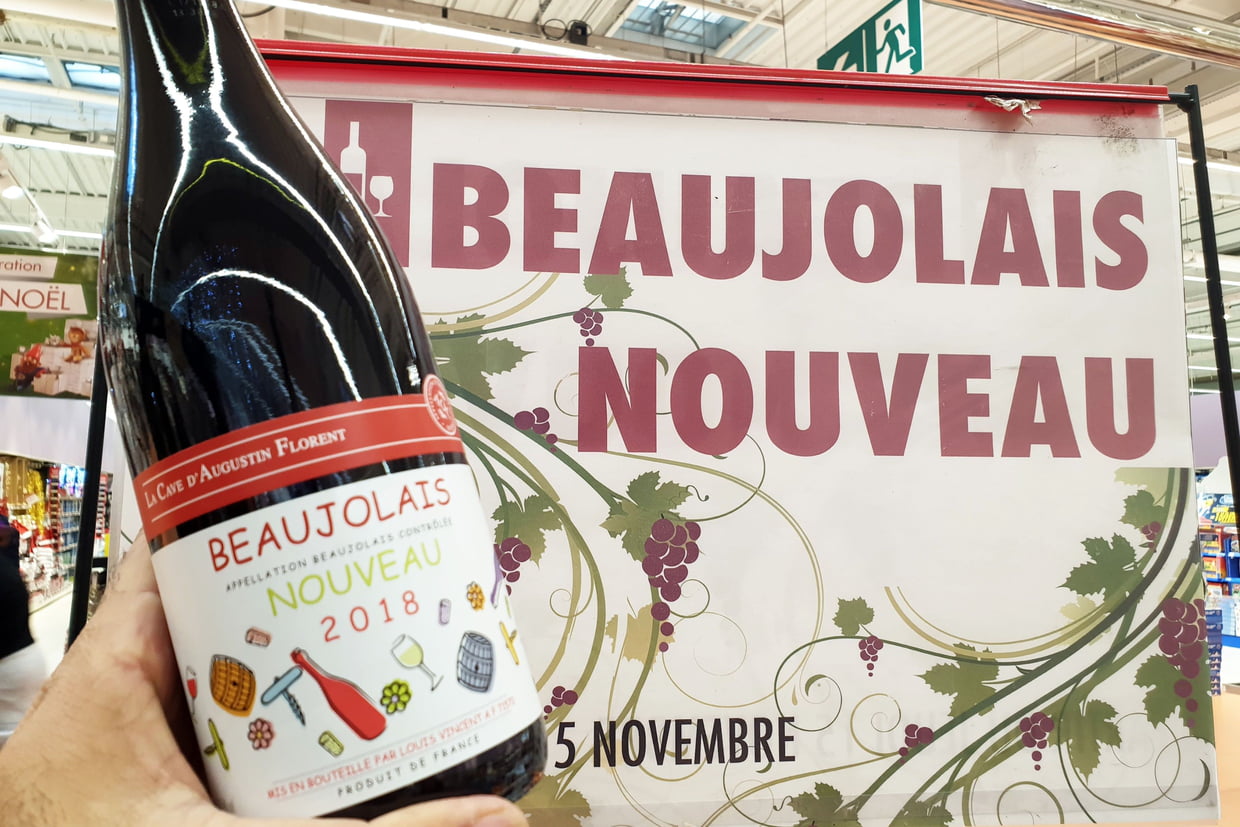 BEAUJOLAIS
NOUVEAU
5 NOVEMBRE
LA CAVE D'AUGUSTIN FLORENT
BEAUJOLAIS
APPELLATION BEAUJOLAIS CONTRÔLÉE
NOUVEAU
2018
MIS EN BOUTEILLE PAR LOUIS VINCENT A F 71570
PRODUIT DE FRANCE
ration
NOËL